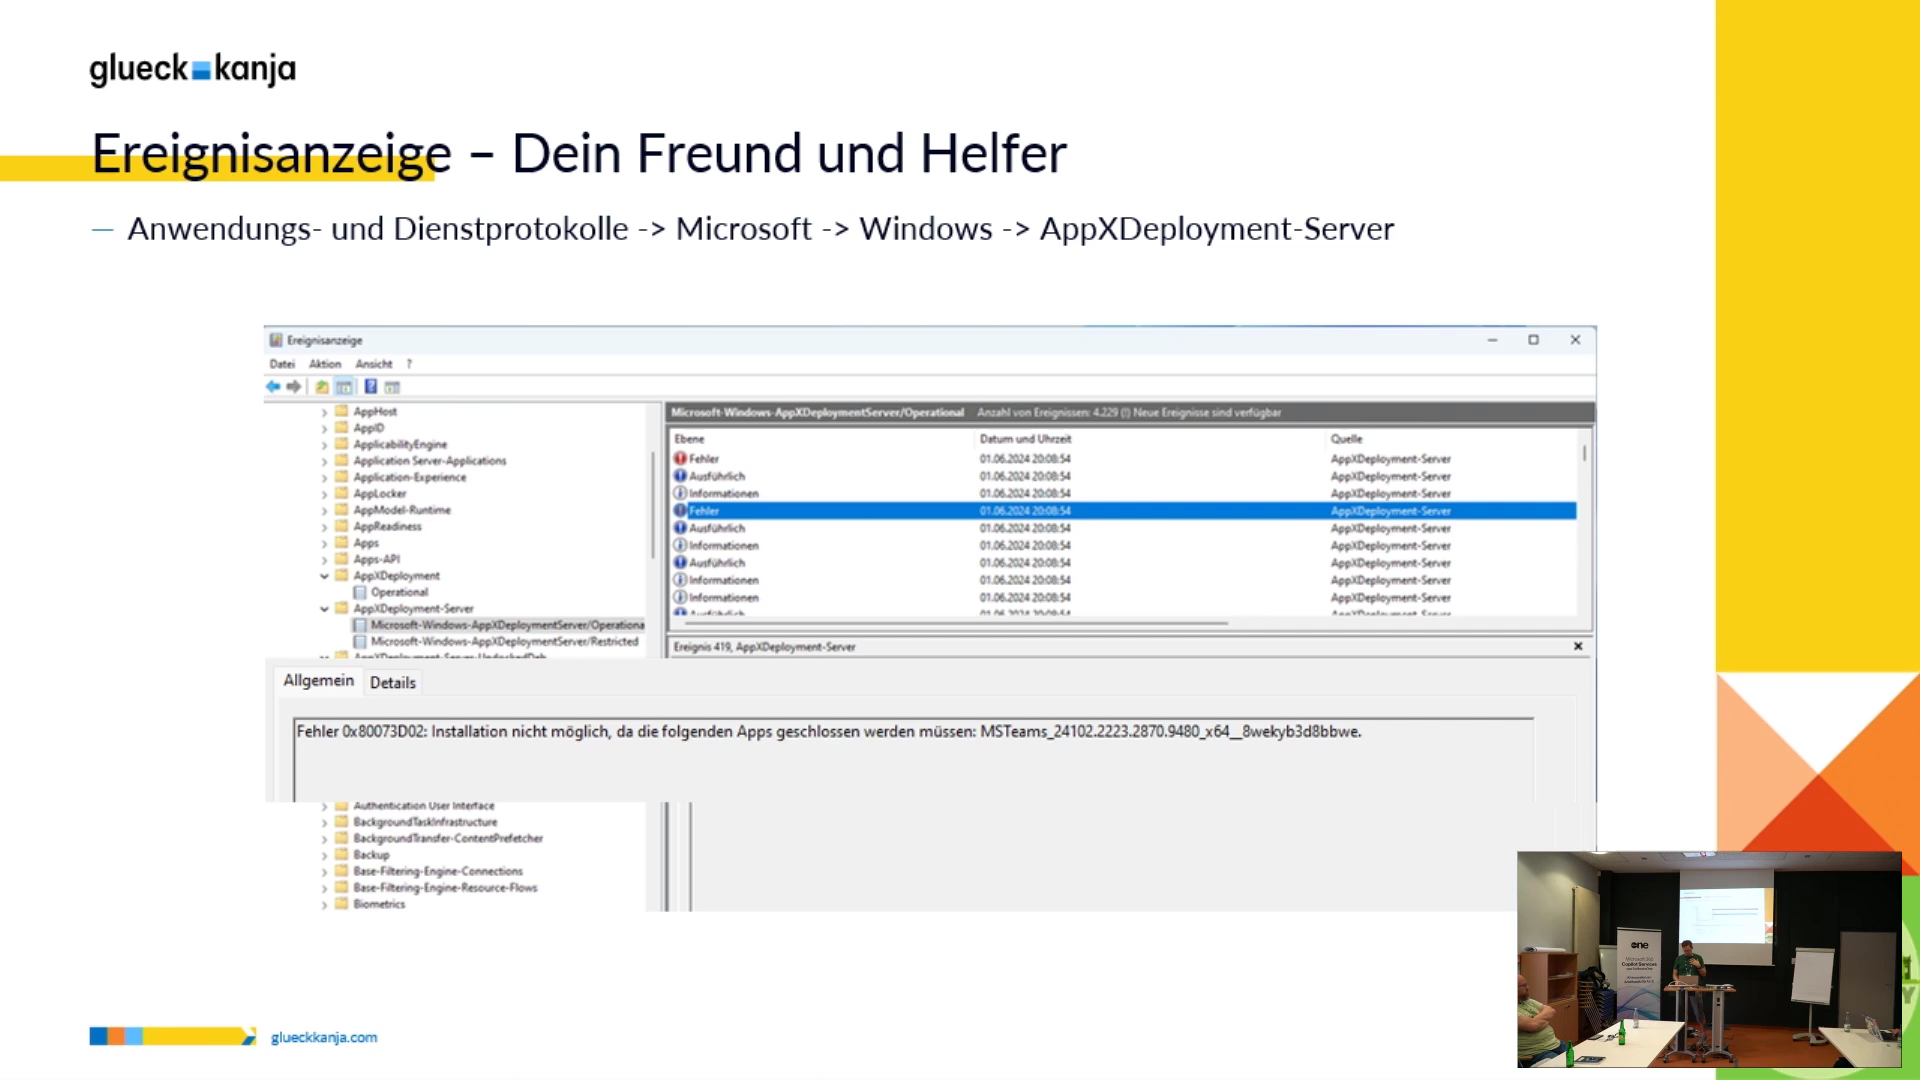 glueck kanja
Ereignisanzeige – Dein Freund und Helfer
— Anwendungs- und Dienstprotokolle -> Microsoft -> Windows -> AppXDeployment-Server
Ereignisanzeige
Datei Aktion Ansicht ?
AppHost
AppID
ApplicabilityEngine
Application Server-Applications
Application-Experience
AppLocker
AppModel-Runtime
AppReadiness
Apps
Apps-API
AppXDeployment
Operational
AppXDeployment-Server
Microsoft-Windows-AppXDeploymentServer/Operationa
Microsoft-Windows-AppXDeploymentServer/Restricted
Microsoft-Windows-AppXDeploymentServer/Operational Anzahl von Ereignissen: 4.229 (!) Neue Ereignisse sind verfügbar
Ebene Datum und Uhrzeit Quelle
Fehler 01.06.2024 20:08:54 AppXDeployment-Server
Ausführlich 01.06.2024 20:08:54 AppXDeployment-Server
Informationen 01.06.2024 20:08:54 AppXDeployment-Server
Fehler 01.06.2024 20:08:54 AppXDeployment-Server
Ausführlich 01.06.2024 20:08:54 AppXDeployment-Server
Informationen 01.06.2024 20:08:54 AppXDeployment-Server
Ausführlich 01.06.2024 20:08:54 AppXDeployment-Server
Informationen 01.06.2024 20:08:54 AppXDeployment-Server
Informationen 01.06.2024 20:08:54 AppXDeployment-Server
Ereignis 419, AppXDeployment-Server
Allgemein Details
Fehler 0x80073D02: Installation nicht möglich, da die folgenden Apps geschlossen werden müssen: MSTeams_24102.2223.2870.9480_x64__8wekyb3d8bbwe.
Authentication User Interface
BackgroundTaskInfrastructure
BackgroundTransfer-ContentPrefetcher
Backup
Base-Filtering-Engine-Connections
Base-Filtering-Engine-Resource-Flows
Biometrics
one
Microsoft 365
Copilot Services
glueckkanja.com